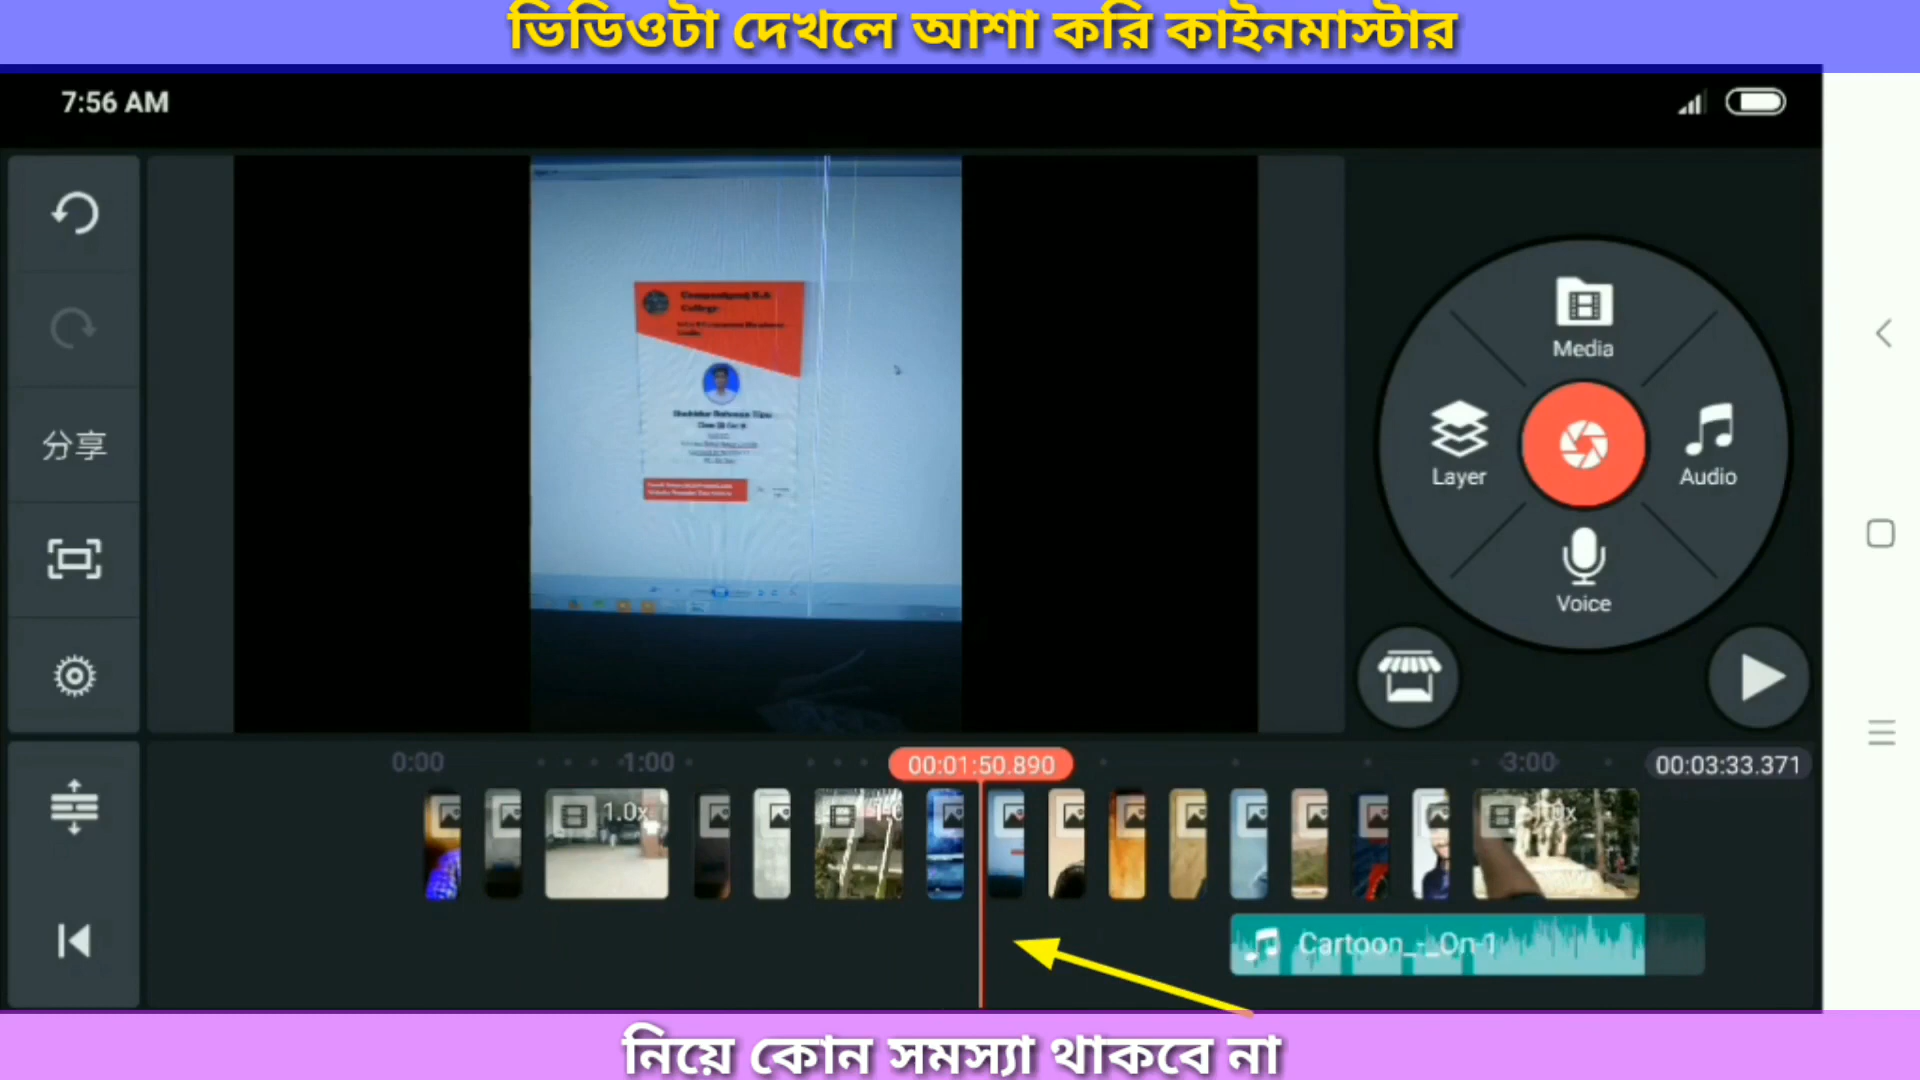 ভিডিওটা দেখলে আশা করি কাইনমাস্টার
7:56 AM
分享
Media
Layer
Audio
Voice
0:00
1:00
00:01:50.890
3:00
00:03:33.371
1.0x
Cartoon_-_On-1
নিয়ে কোন সমস্যা থাকবে না